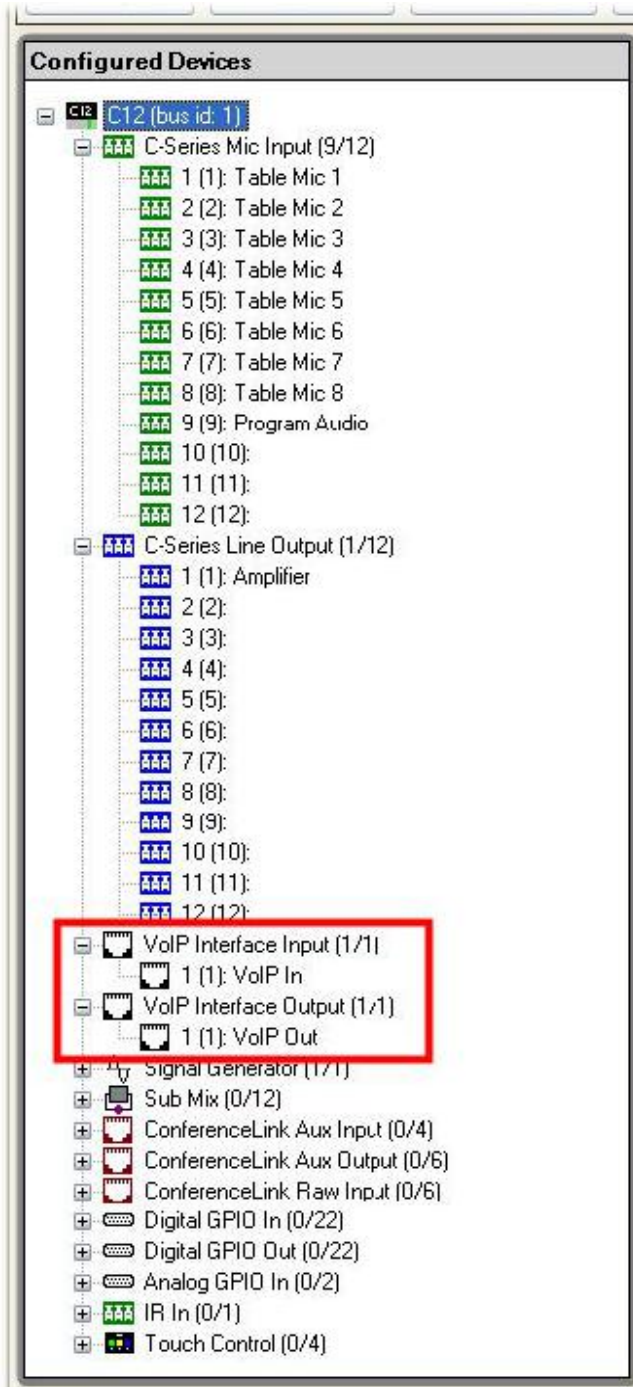 Configured Devices
C12 C12 (bus id: 1)
C-Series Mic Input (9/12)
1 (1): Table Mic 1
2 (2): Table Mic 2
3 (3): Table Mic 3
4 (4): Table Mic 4
5 (5): Table Mic 5
6 (6): Table Mic 6
7 (7): Table Mic 7
8 (8): Table Mic 8
9 (9): Program Audio
10 (10):
11 (11):
12 (12):
C-Series Line Output (1/12)
1 (1): Amplifier
2 (2):
3 (3):
4 (4):
5 (5):
6 (6):
7 (7):
8 (8):
9 (9):
10 (10):
11 (11):
12 (12):
VoIP Interface Input (1/1)
1 (1): VoIP In
VoIP Interface Output (1/1)
1 (1): VoIP Out
Signal Generator (1/1)
Sub Mix (0/12)
ConferenceLink Aux Input (0/4)
ConferenceLink Aux Output (0/6)
ConferenceLink Raw Input (0/6)
Digital GPIO In (0/22)
Digital GPIO Out (0/22)
Analog GPIO In (0/2)
IR In (0/1)
Touch Control (0/4)